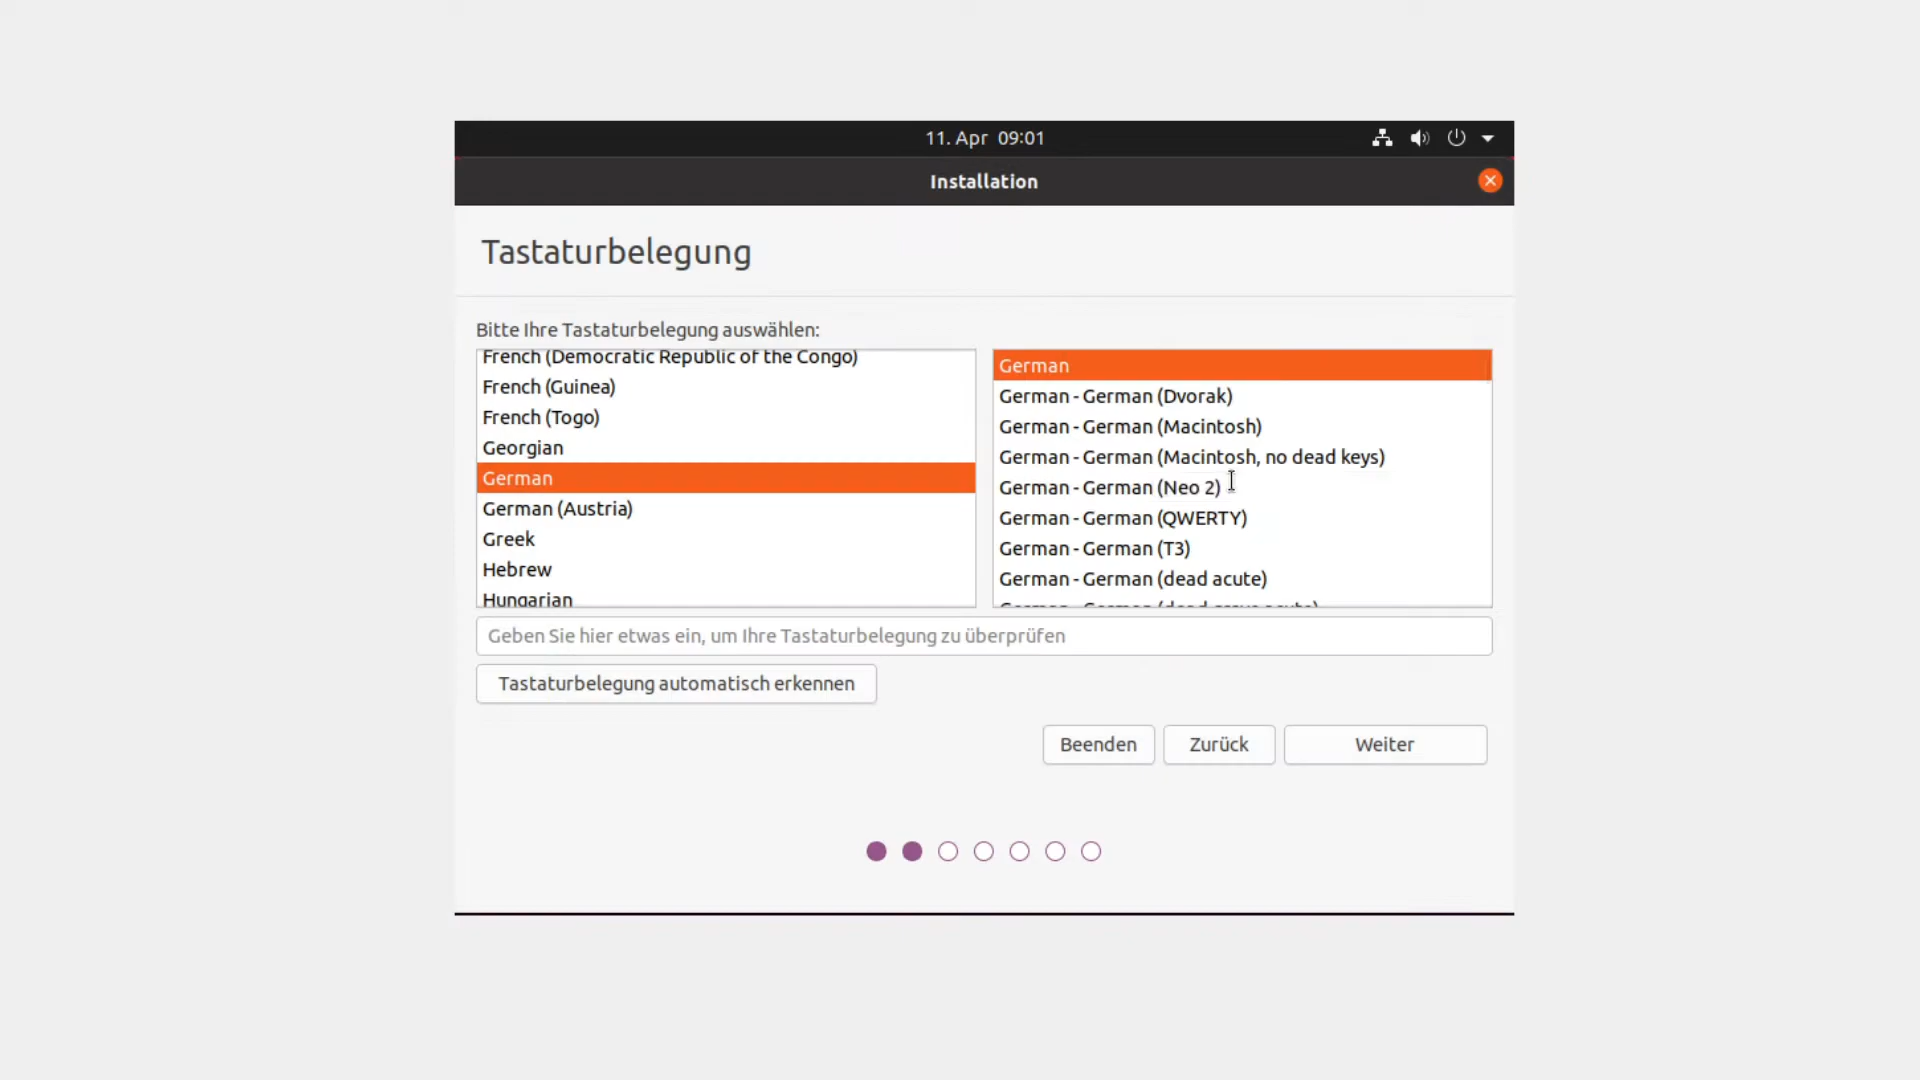 11. Apr 09:01
Installation
Tastaturbelegung
Bitte Ihre Tastaturbelegung auswählen:
French (Democratic Republic of the Congo)
French (Guinea)
French (Togo)
Georgian
German
German (Austria)
Greek
Hebrew
Hungarian
German
German - German (Dvorak)
German - German (Macintosh)
German - German (Macintosh, no dead keys)
German - German (Neo 2)
German - German (QWERTY)
German - German (T3)
German - German (dead acute)
Geben Sie hier etwas ein, um Ihre Tastaturbelegung zu überprüfen
Tastaturbelegung automatisch erkennen
Beenden
Zurück
Weiter